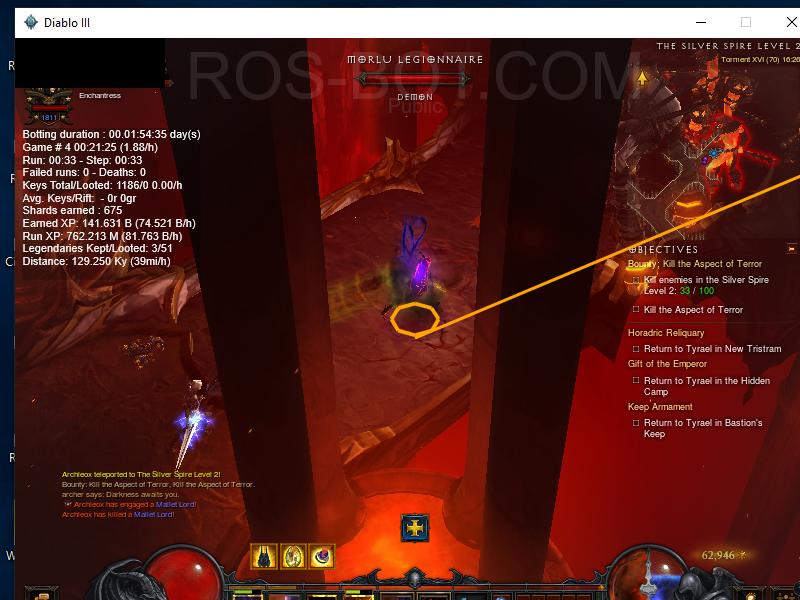 Diablo III
THE SILVER SPIRE LEVEL 2
Torment XVI (70) 16:26
ROS-BOT.COM
Public
MORLU LEGIONNAIRE
DEMON
Enchantress
1811
Botting duration : 00.01:54:35 day(s)
Game # 4 00:21:25 (1.88/h)
Run: 00:33 - Step: 00:33
Failed runs: 0 - Deaths: 0
Keys Total/Looted: 1186/0 0.00/h
Avg. Keys/Rift: - 0r 0gr
Shards earned : 675
Earned XP: 141.631 B (74.521 B/h)
Run XP: 762.213 M (81.763 B/h)
Legendaries Kept/Looted: 3/51
Distance: 129.250 Ky (39mi/h)
OBJECTIVES
Bounty: Kill the Aspect of Terror
Kill enemies in the Silver Spire
Level 2: 33 / 100
Kill the Aspect of Terror
Horadric Reliquary
Return to Tyrael in New Tristram
Gift of the Emperor
Return to Tyrael in the Hidden
Camp
Keep Armament
Return to Tyrael in Bastion's
Keep
Archleox teleported to The Silver Spire Level 2!
Bounty: Kill the Aspect of Terror, Kill the Aspect of Terror.
archer says: Darkness awaits you.
Archleox has engaged a Mallet Lord!
Archleox has killed a Mallet Lord!
62,946